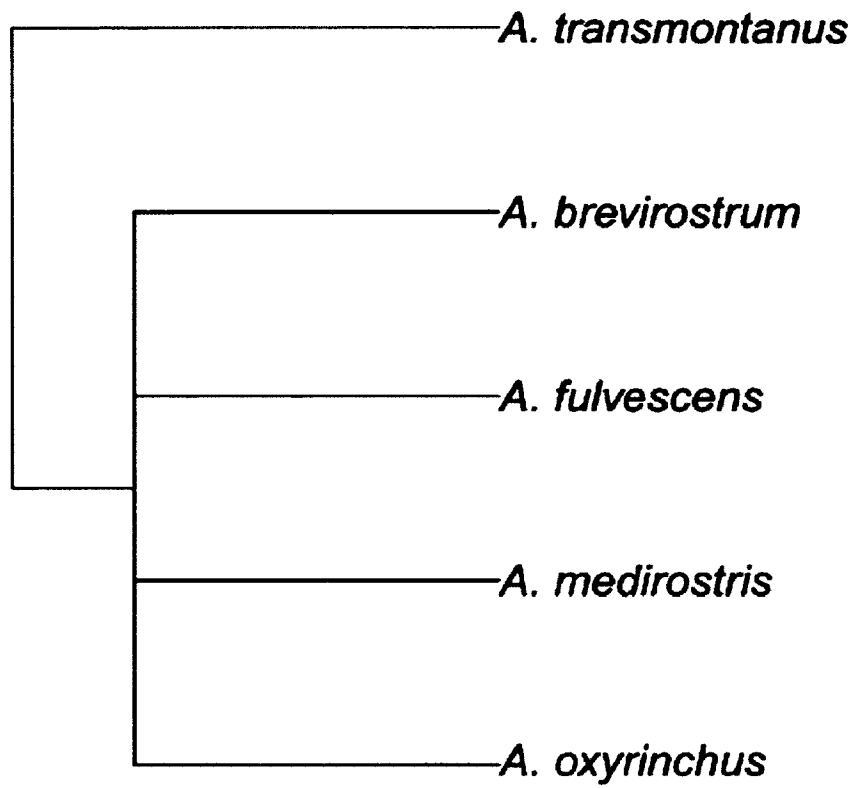 A. transmontanus
A. brevirostrum
A. fulvescens
A. medirostris
A. oxyrinchus